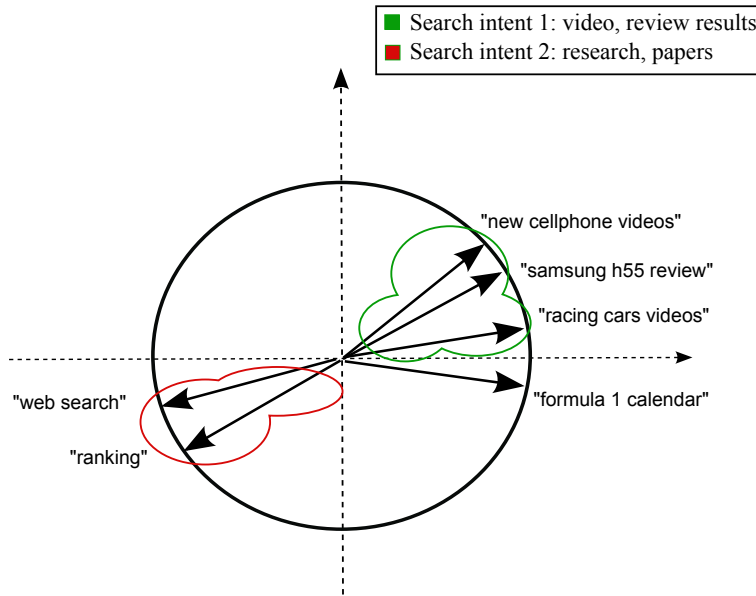 Search intent 1: video, review results
Search intent 2: research, papers
"new cellphone videos"
"samsung h55 review"
"racing cars videos"
"formula 1 calendar"
"web search"
"ranking"